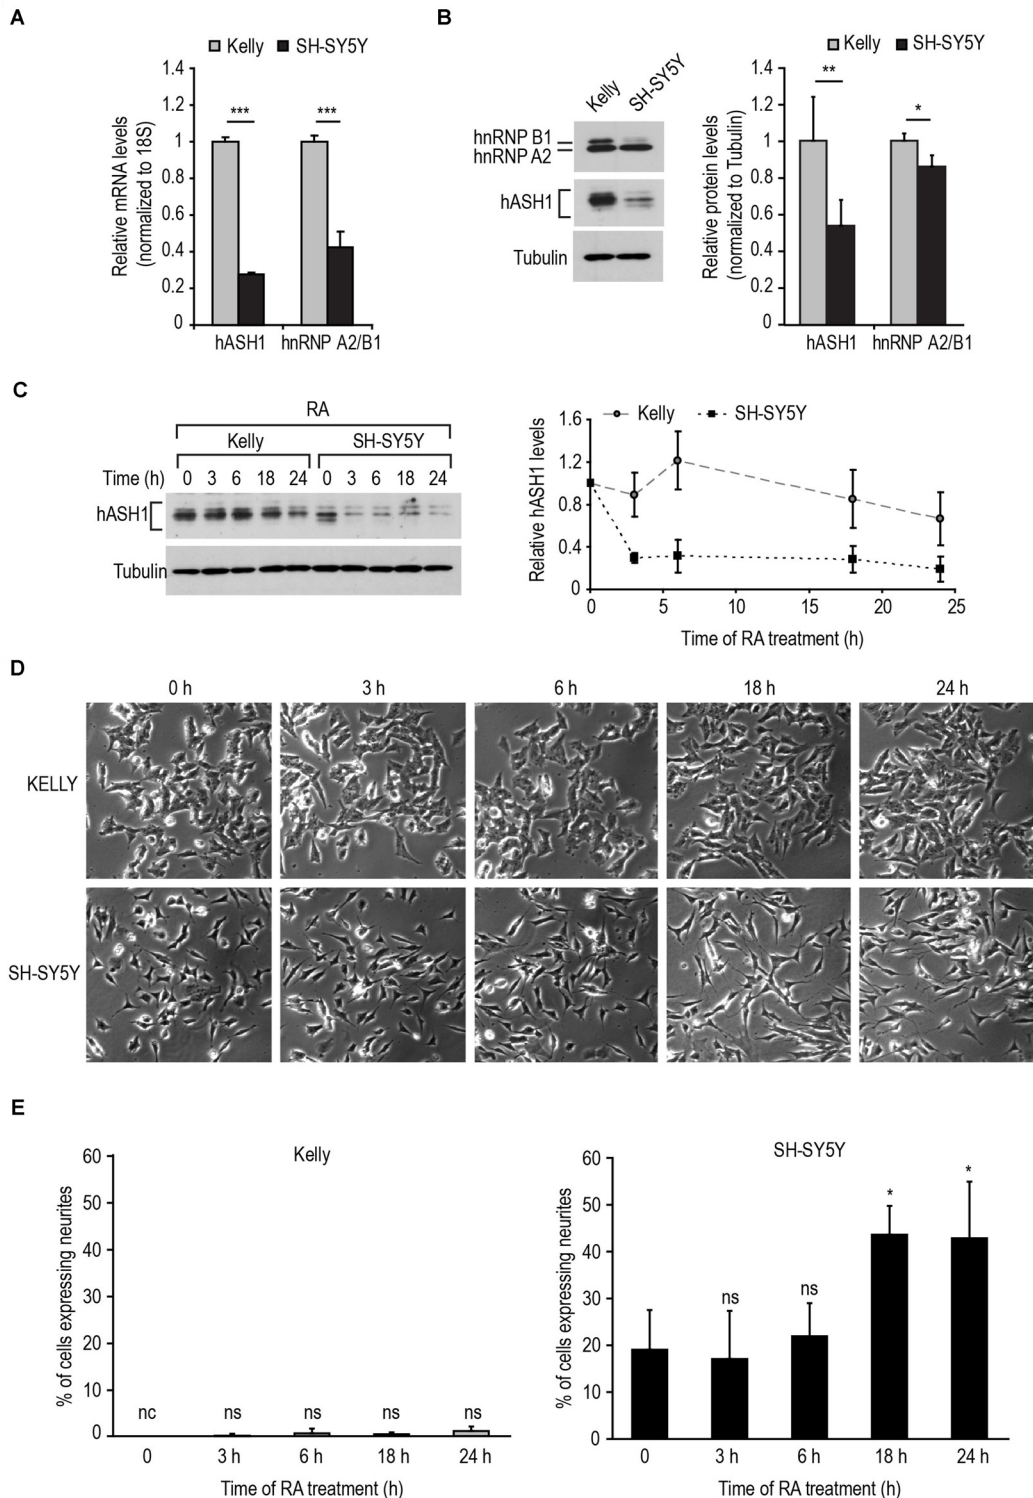 A
Kelly SH-SY5Y
Relative mRNA levels
(normalized to 18S)
1.4
1.2
1
0.8
0.6
0.4
0.2
0
*** ***
hASH1 hnRNP A2/B1
B
Kelly SH-SY5Y
hnRNP B1
hnRNP A2
hASH1
Tubulin
Kelly SH-SY5Y
Relative protein levels
(normalized to Tubulin)
1.4
1.2
1
0.8
0.6
0.4
0.2
0
** *
hASH1 hnRNP A2/B1
C
RA
Kelly SH-SY5Y
Time (h) 0 3 6 18 24 0 3 6 18 24
hASH1
Tubulin
Kelly SH-SY5Y
Relative hASH1 levels
1.6
1.2
0.8
0.4
0
0 5 10 15 20 25
Time of RA treatment (h)
D
0 h 3 h 6 h 18 h 24 h
KELLY
SH-SY5Y
E
Kelly
% of cells expressing neurites
60
50
40
30
20
10
0
nc ns ns ns ns
0 3 h 6 h 18 h 24 h
Time of RA treatment (h)
SH-SY5Y
% of cells expressing neurites
60
50
40
30
20
10
0
ns ns * *
0 3 h 6 h 18 h 24 h
Time of RA treatment (h)